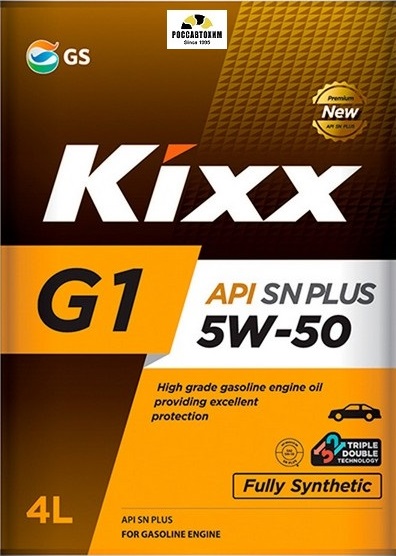 РОССАВТОХИМ
Since 1995
GS
Premium
New
API SN PLUS
Kixx
G1
API SN PLUS
5W-50
High grade gasoline engine oil
providing excellent
protection
TRIPLE
DOUBLE
TECHNOLOGY
Fully Synthetic
4L
API SN PLUS
FOR GASOLINE ENGINE